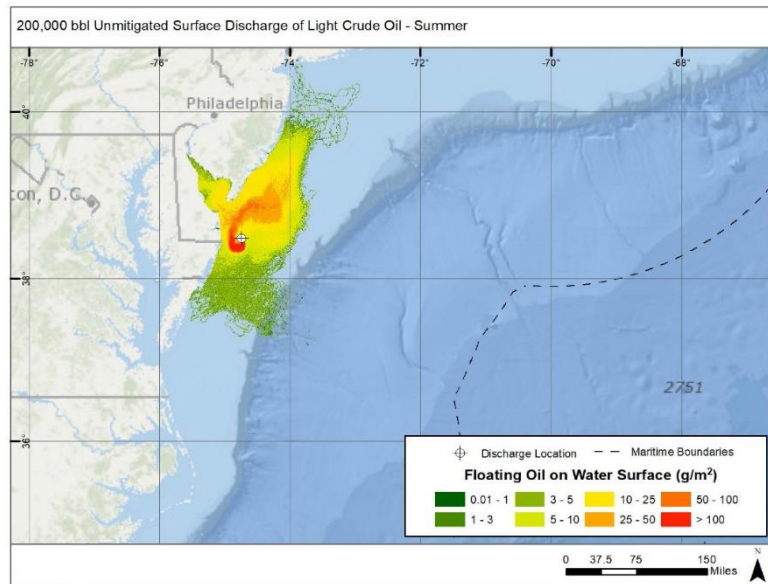 200,000 bbl Unmitigated Surface Discharge of Light Crude Oil - Summer
-78° -76° -74° -72° -70° -68°
40°
Philadelphia
on, D.C.
38°
2751
36°
Discharge Location Maritime Boundaries
Floating Oil on Water Surface (g/m²)
0.01 - 1 3 - 5 10 - 25 50 - 100
1 - 3 5 - 10 25 - 50 > 100
N
0 37.5 75 150
Miles